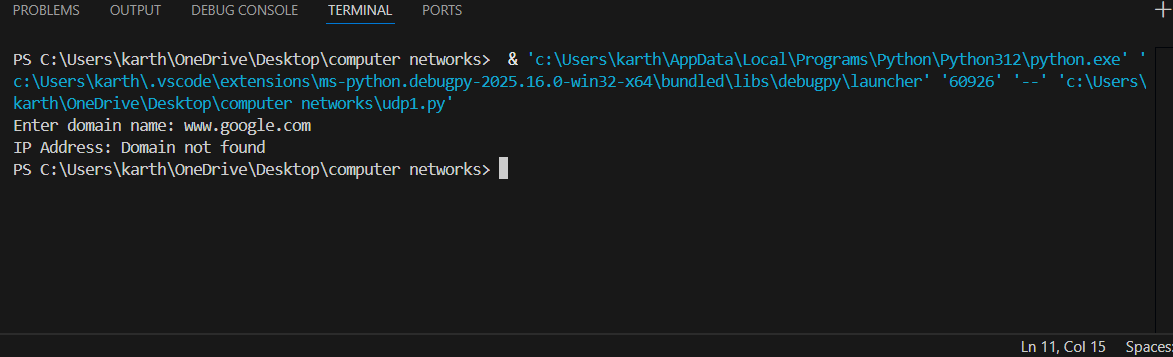 PROBLEMS OUTPUT DEBUG CONSOLE TERMINAL PORTS
PS C:\Users\karth\OneDrive\Desktop\computer networks>  & 'c:\Users\karth\AppData\Local\Programs\Python\Python312\python.exe' '
c:\Users\karth\.vscode\extensions\ms-python.debugpy-2025.16.0-win32-x64\bundled\libs\debugpy\launcher' '60926' '--' 'c:\Users\
karth\OneDrive\Desktop\computer networks\udp1.py'
Enter domain name: www.google.com
IP Address: Domain not found
PS C:\Users\karth\OneDrive\Desktop\computer networks>
Ln 11, Col 15 Spaces: